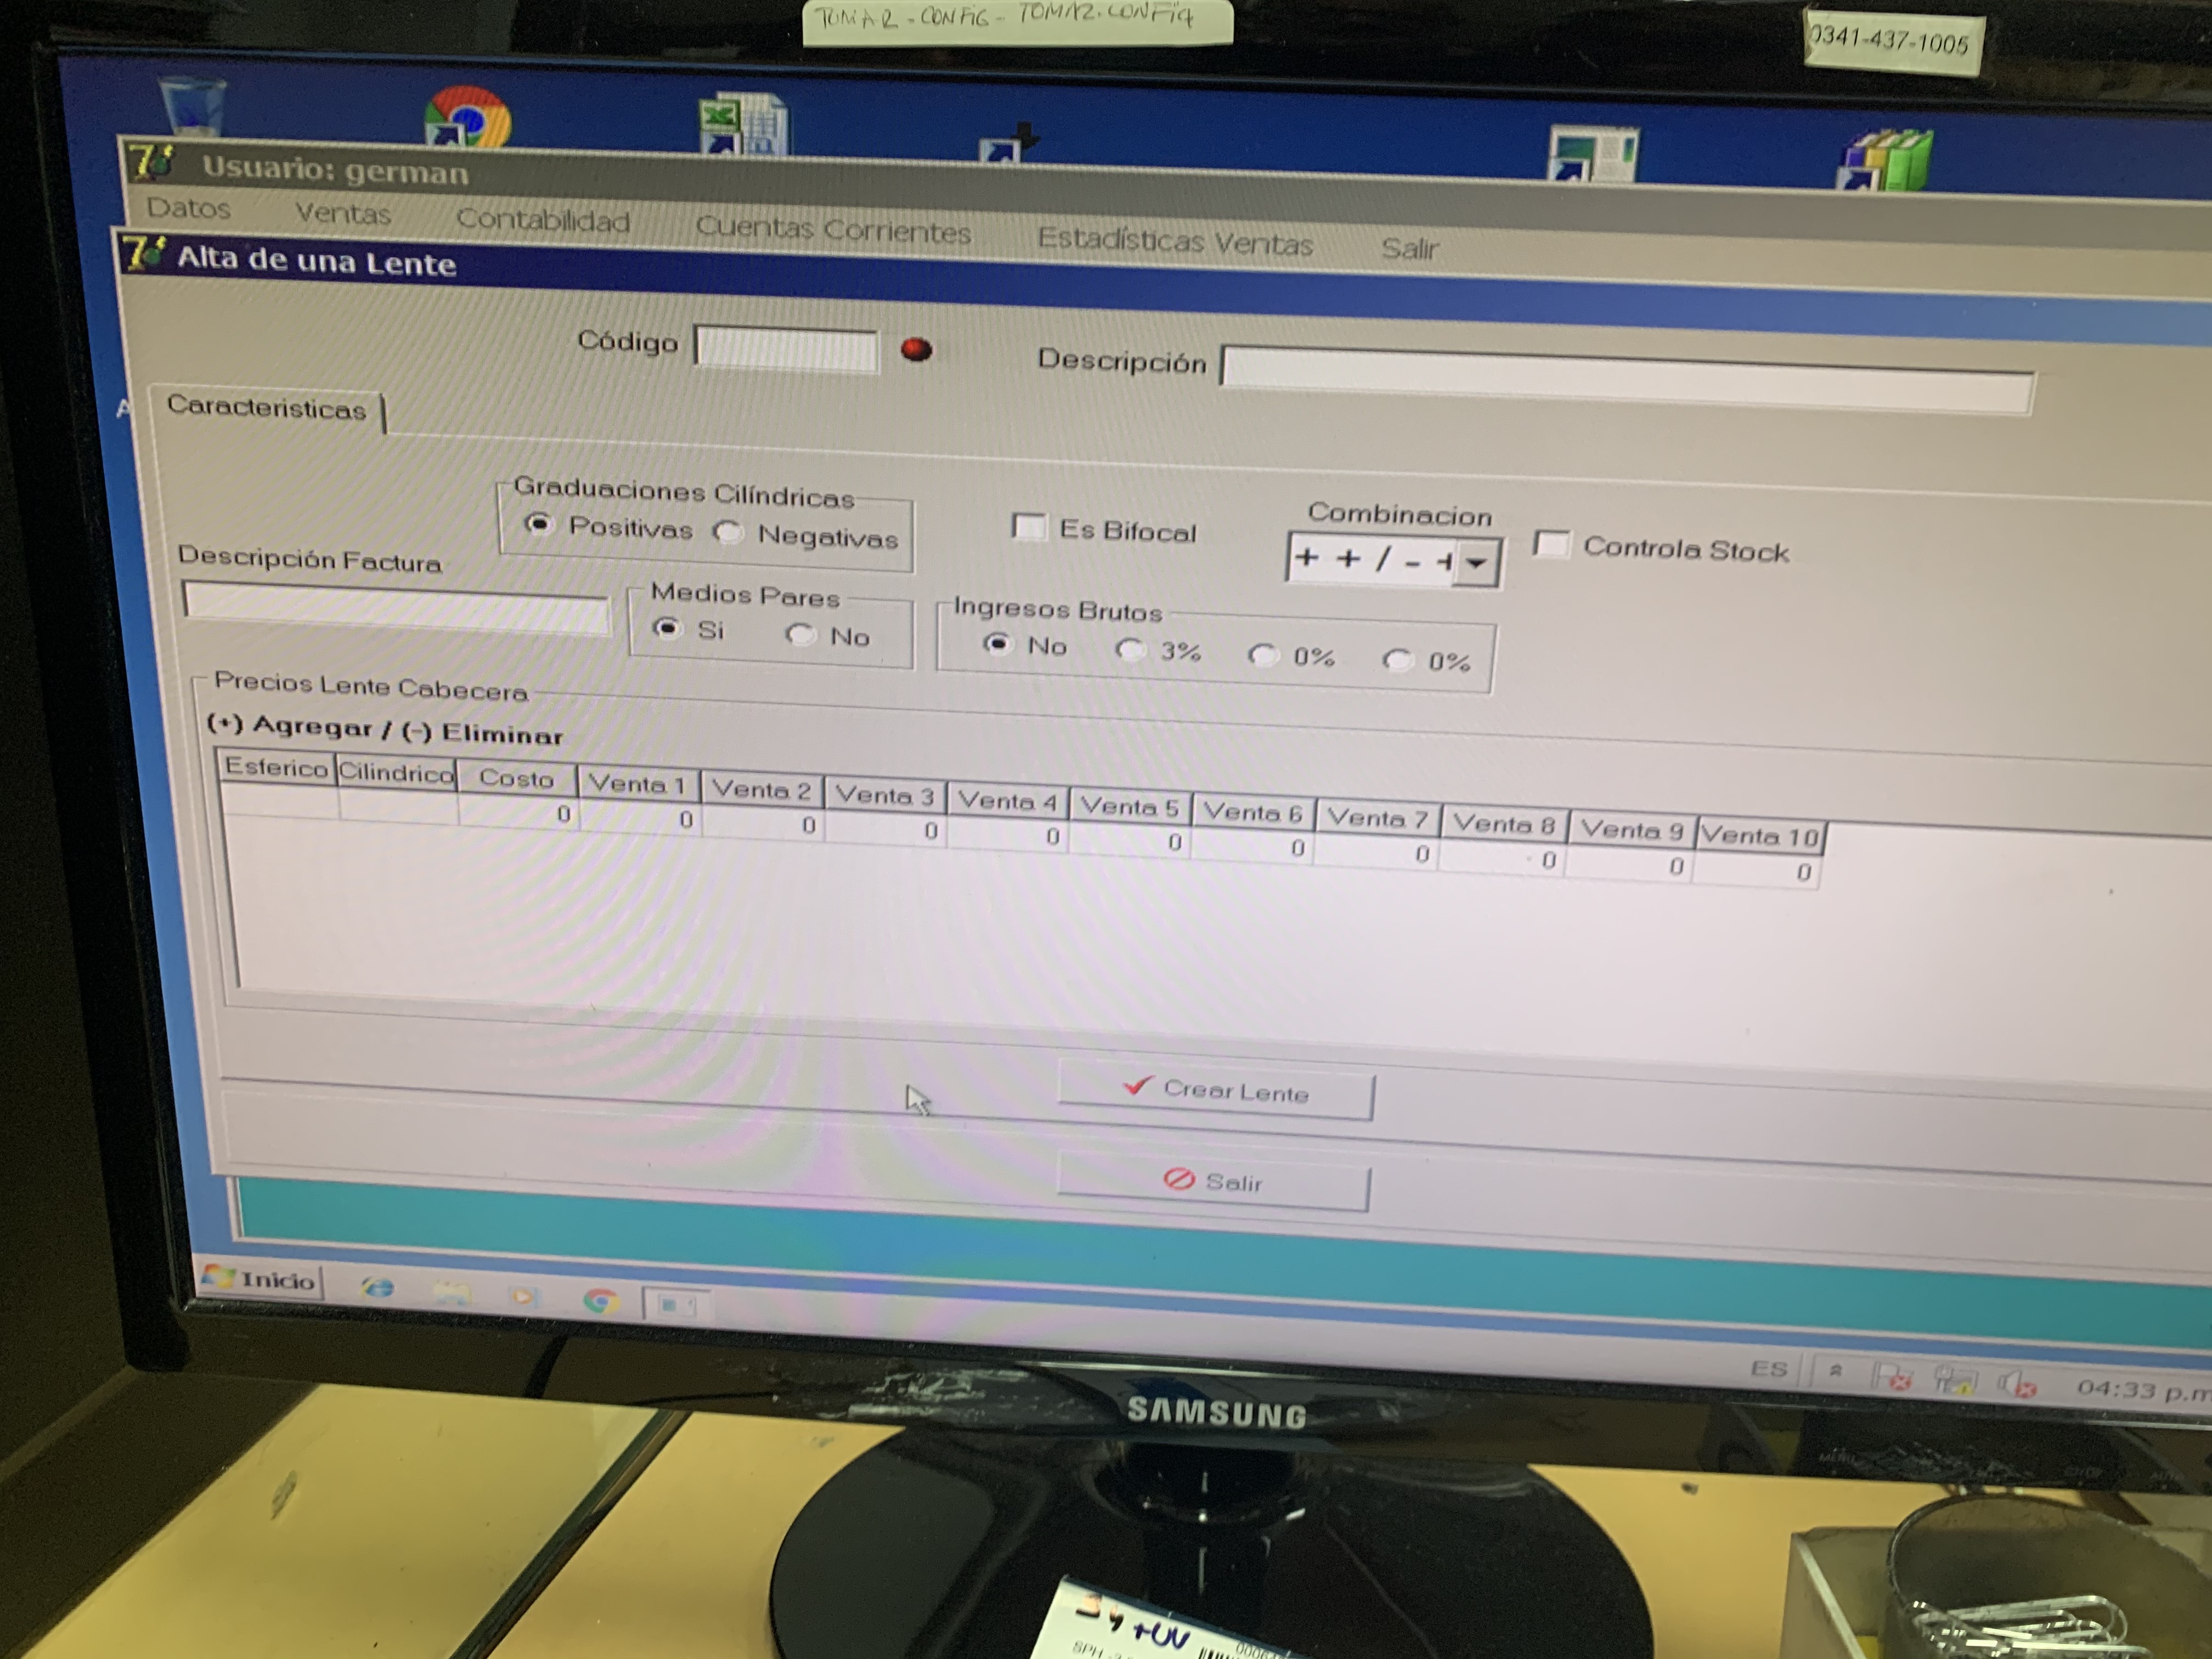 TOMAR - CONFIG - TOMAR.CONFIG
0341-437-1005
Usuario: german
Datos Ventas Contabilidad Cuentas Corrientes Estadísticas Ventas Salir
Alta de una Lente
Código
Descripción
A
Caracteristicas
Graduaciones Cilíndricas
Positivas Negativas
Es Bifocal
Combinacion
+ + / -
Controla Stock
Descripción Factura
Medios Pares
Si No
Ingresos Brutos
No 3% 0% 0%
Precios Lente Cabecera
(+) Agregar / (-) Eliminar
Esferico Cilindrico Costo Venta 1 Venta 2 Venta 3 Venta 4 Venta 5 Venta 6 Venta 7 Venta 8 Venta 9 Venta 10
0 0 0 0 0 0 0 0 0 0 0
Crear Lente
Salir
Inicio
ES
04:33 p.m
SAMSUNG
MENU
+UV
SPH